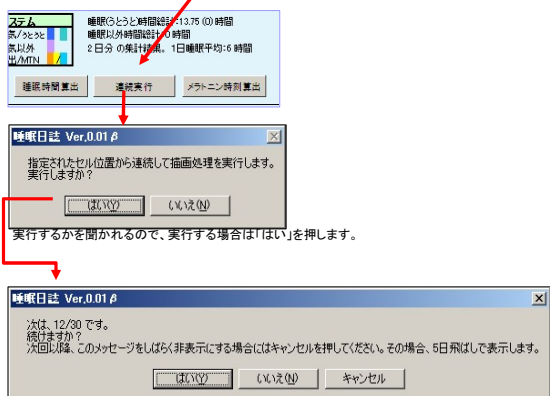 ステム
気/うとうと
気以外
出/MTN
睡眠(うとうと)時間総計:13.75 (0) 時間
睡眠以外時間総計:0 時間
2 日分 の集計結果。1日睡眠平均:6 時間
睡眠時間算出
連続実行
メラトニン時刻算出
睡眠日誌 Ver,0.01 β
指定されたセル位置から連続して描画処理を実行します。
実行しますか?
はい(Y)
いいえ(N)
実行するかを聞かれるので、実行する場合は「はい」を押します。
睡眠日誌 Ver,0.01 β
次は、12/30 です。
続けますか?
次回以降、このメッセージをしばらく非表示にする場合にはキャンセルを押してください。その場合、5日飛ばしで表示します。
はい(Y)
いいえ(N)
キャンセル